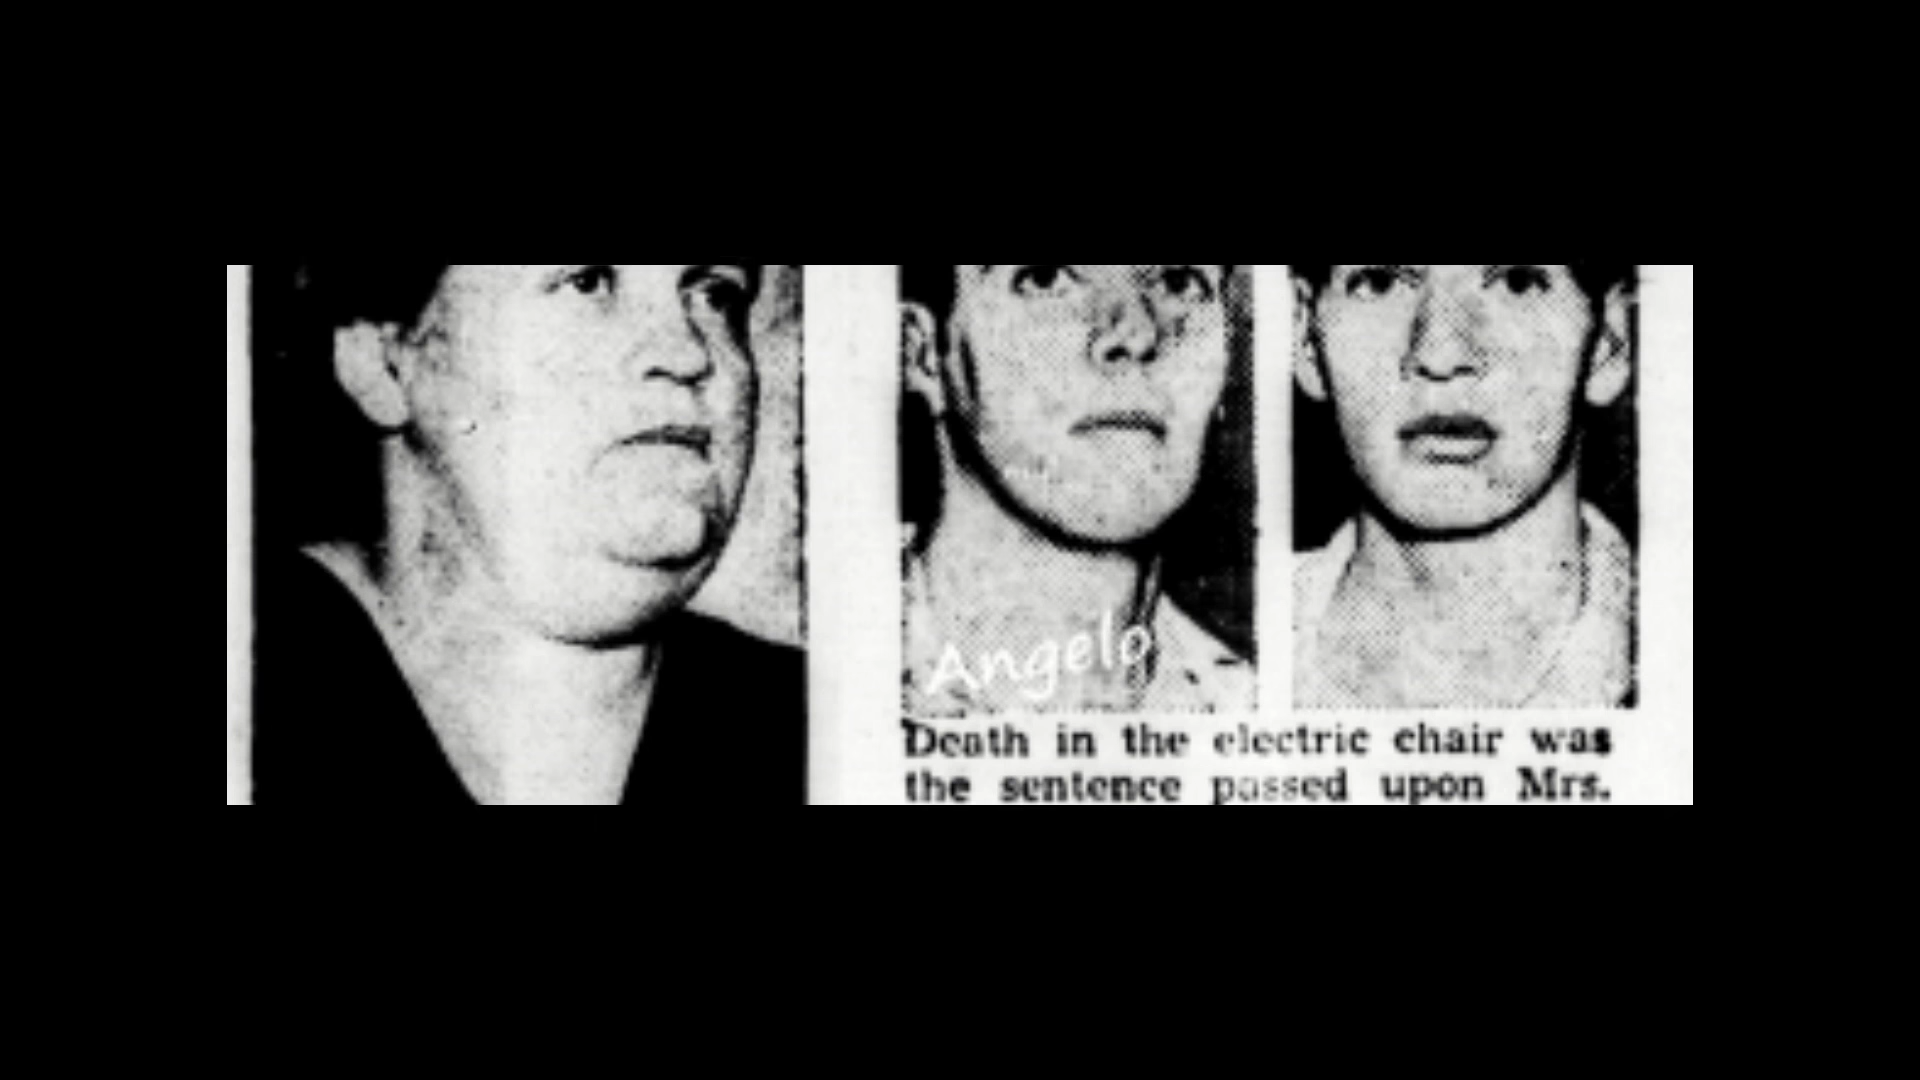 Angelo
Death in the electric chair was
the sentence passed upon Mrs.